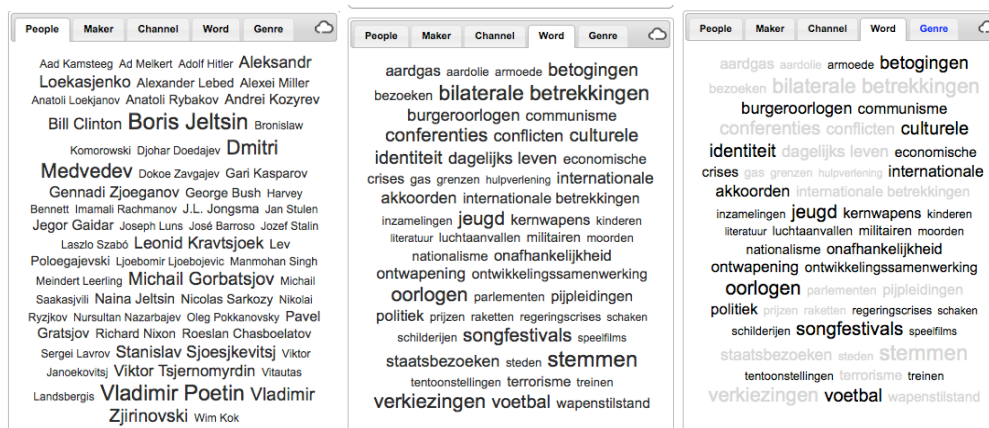 People Maker Channel Word Genre
Aad Kamsteeg Ad Melkert Adolf Hitler Aleksandr
Loekasjenko Alexander Lebed Alexei Miller
Anatoli Loekjanov Anatoli Rybakov Andrei Kozyrev
Bill Clinton Boris Jeltsin Bronislaw
Komorowski Djohar Doedajev Dmitri
Medvedev Dokoe Zavgajev Gari Kasparov
Gennadi Zjoeganov George Bush Harvey
Bennett Imamali Rachmanov J.L. Jongsma Jan Stulen
Jegor Gaidar Joseph Luns José Barroso Jozef Stalin
Laszlo Szabó Leonid Kravtsjoek Lev
Poloegajevski Ljoebomir Ljoebojevic Manmohan Singh
Meindert Leerling Michail Gorbatsjov Michail
Saakasjvili Naina Jeltsin Nicolas Sarkozy Nikolai
Ryzjkov Nursultan Nazarbajev Oleg Pokkanovsky Pavel
Gratsjov Richard Nixon Roeslan Chasboelatov
Sergei Lavrov Stanislav Sjoesjkevitsj Viktor
Janoekovitsj Viktor Tsjernomyrdin Vitautas
Landsbergis Vladimir Poetin Vladimir
Zjirinovski Wim Kok
People Maker Channel Word Genre
aardgas aardolie armoede betogingen
bezoeken bilaterale betrekkingen
burgeroorlogen communisme
conferenties conflicten culturele
identiteit dagelijks leven economische
crises gas grenzen hulpverlening internationale
akkoorden internationale betrekkingen
inzamelingen jeugd kernwapens kinderen
literatuur luchtaanvallen militairen moorden
nationalisme onafhankelijkheid
ontwapening ontwikkelingssamenwerking
oorlogen parlementen pijpleidingen
politiek prijzen raketten regeringscrises schaken
schilderijen songfestivals speelfilms
staatsbezoeken steden stemmen
tentoonstellingen terrorisme treinen
verkiezingen voetbal wapenstilstand
People Maker Channel Word Genre
aardgas aardolie armoede betogingen
bezoeken bilaterale betrekkingen
burgeroorlogen communisme
conferenties conflicten culturele
identiteit dagelijks leven economische
crises gas grenzen hulpverlening internationale
akkoorden internationale betrekkingen
inzamelingen jeugd kernwapens kinderen
literatuur luchtaanvallen militairen moorden
nationalisme onafhankelijkheid
ontwapening ontwikkelingssamenwerking
oorlogen parlementen pijpleidingen
politiek prijzen raketten regeringscrises schaken
schilderijen songfestivals speelfilms
staatsbezoeken steden stemmen
tentoonstellingen terrorisme treinen
verkiezingen voetbal wapenstilstand